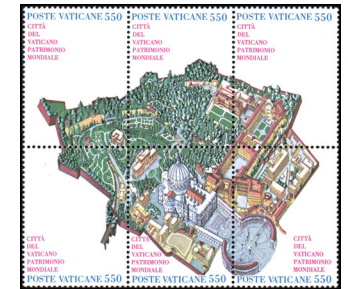 POSTE VATICANE 550
CITTÀ
DEL
VATICANO
PATRIMONIO
MONDIALE
POSTE VATICANE 550
CITTÀ
DEL
VATICANO
PATRIMONIO
MONDIALE
POSTE VATICANE 550
CITTÀ
DEL
VATICANO
PATRIMONIO
MONDIALE
CITTÀ
DEL
VATICANO
PATRIMONIO
MONDIALE
POSTE VATICANE 550
CITTÀ
DEL
VATICANO
PATRIMONIO
MONDIALE
POSTE VATICANE 550
CITTÀ
DEL
VATICANO
PATRIMONIO
MONDIALE
POSTE VATICANE 550